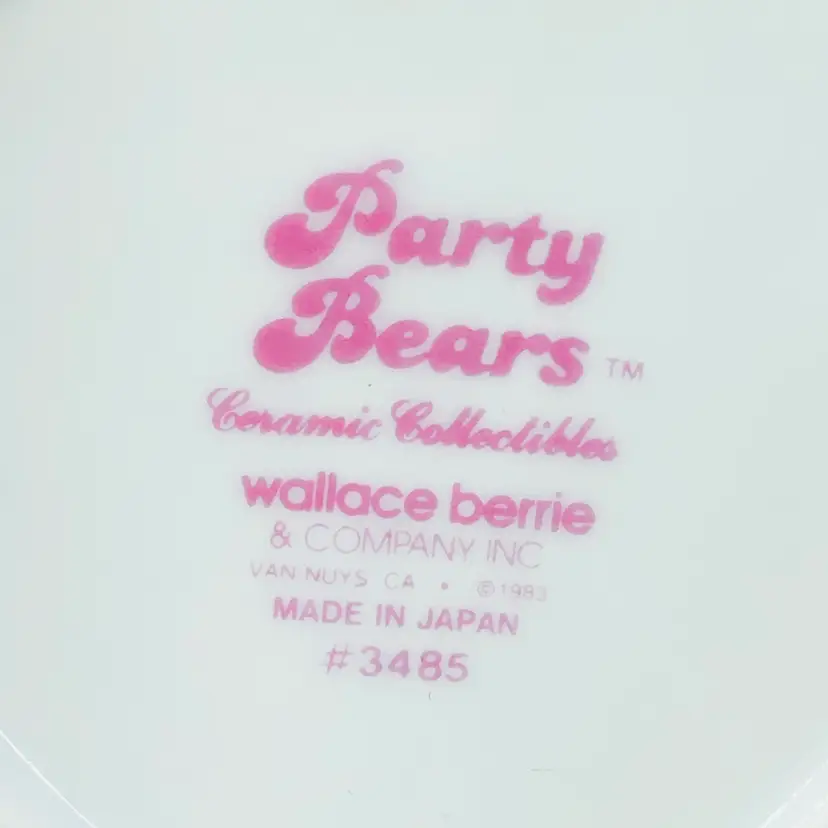 Party
Bears™
Ceramic Collectibles
wallace berrie
& COMPANY INC
VAN NUYS CA • ©1983
MADE IN JAPAN
#3485